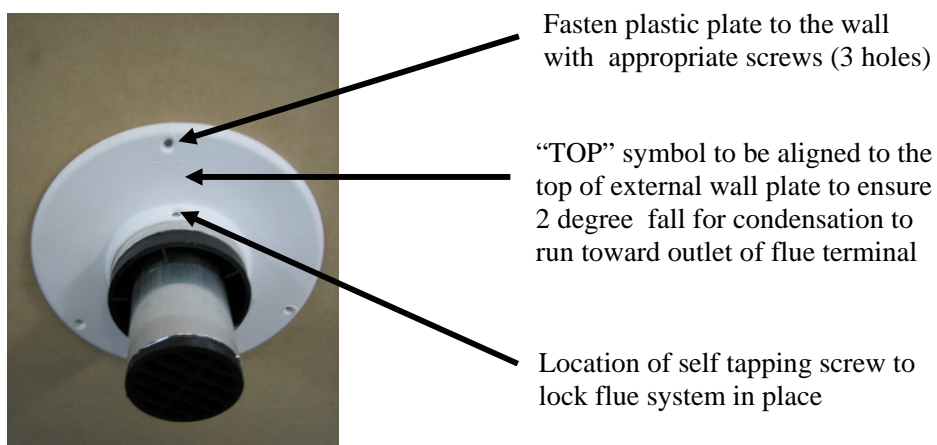 Fasten plastic plate to the wall
with appropriate screws (3 holes)
“TOP” symbol to be aligned to the
top of external wall plate to ensure
2 degree fall for condensation to
run toward outlet of flue terminal
Location of self tapping screw to
lock flue system in place
TOP